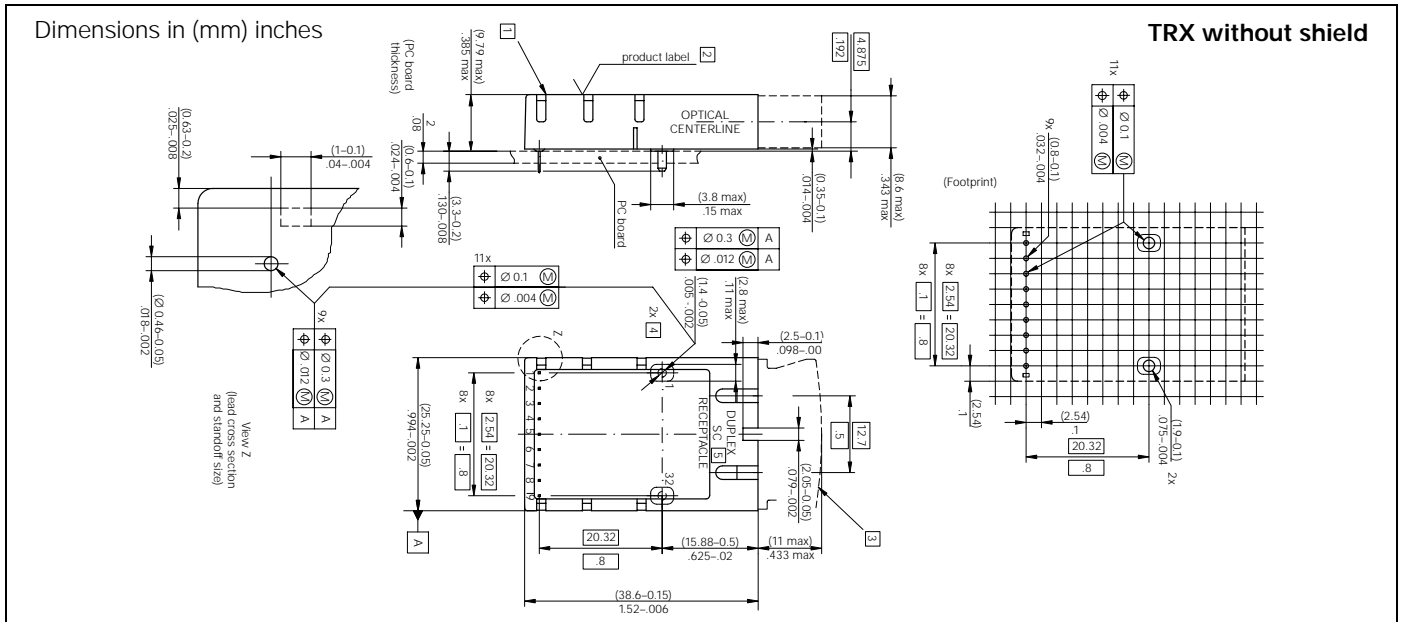 Dimensions in (mm) inches
TRX without shield
(PC board
thickness)
2
.08
(9.79 max)
.385 max
1
product label
2
OPTICAL
CENTERLINE
4.875
.192
(8.6 max)
.343 max
(0.35–0.1)
.014–.004
(0.63–0.2)
.025–.008
(1–0.1)
.04–.004
(0.6–0.1)
.024–.004
(3.3–0.2)
.130–.008
PC board
(3.8 max)
.15 max
Ø 0.3 M A
Ø .012 M A
11x
Ø 0.1 M
Ø .004 M
(1.4 -0.05)
.005 -.002
2x
4
(2.8 max)
.11 max
(2.5–0.1)
.098–.00
(Ø 0.46–0.05)
.018–.002
9x
Ø 0.3 M A
Ø .012 M A
View Z
(lead cross section
and standoff size)
Z
(25.25–0.05)
.994–.002
8x 2.54 = 20.32
8x .1 = .8
1
2
3
4
5
6
7
8
9
1
32
RECEPTACLE
DUPLEX
SC 5
12.7
.5
(2.05–0.05)
.079–.002
3
A
20.32
.8
(15.88–0.5)
.625–.02
(11 max)
.433 max
(38.6–0.15)
1.52–.006
11x
Ø 0.1 M
Ø .004 M
9x
(0.8–0.1)
.032–.004
(Footprint)
8x 2.54 = 20.32
8x .1 = .8
(2.54)
.1
(2.54)
.1
20.32
.8
(1.9–0.1)
.075–.004
2x